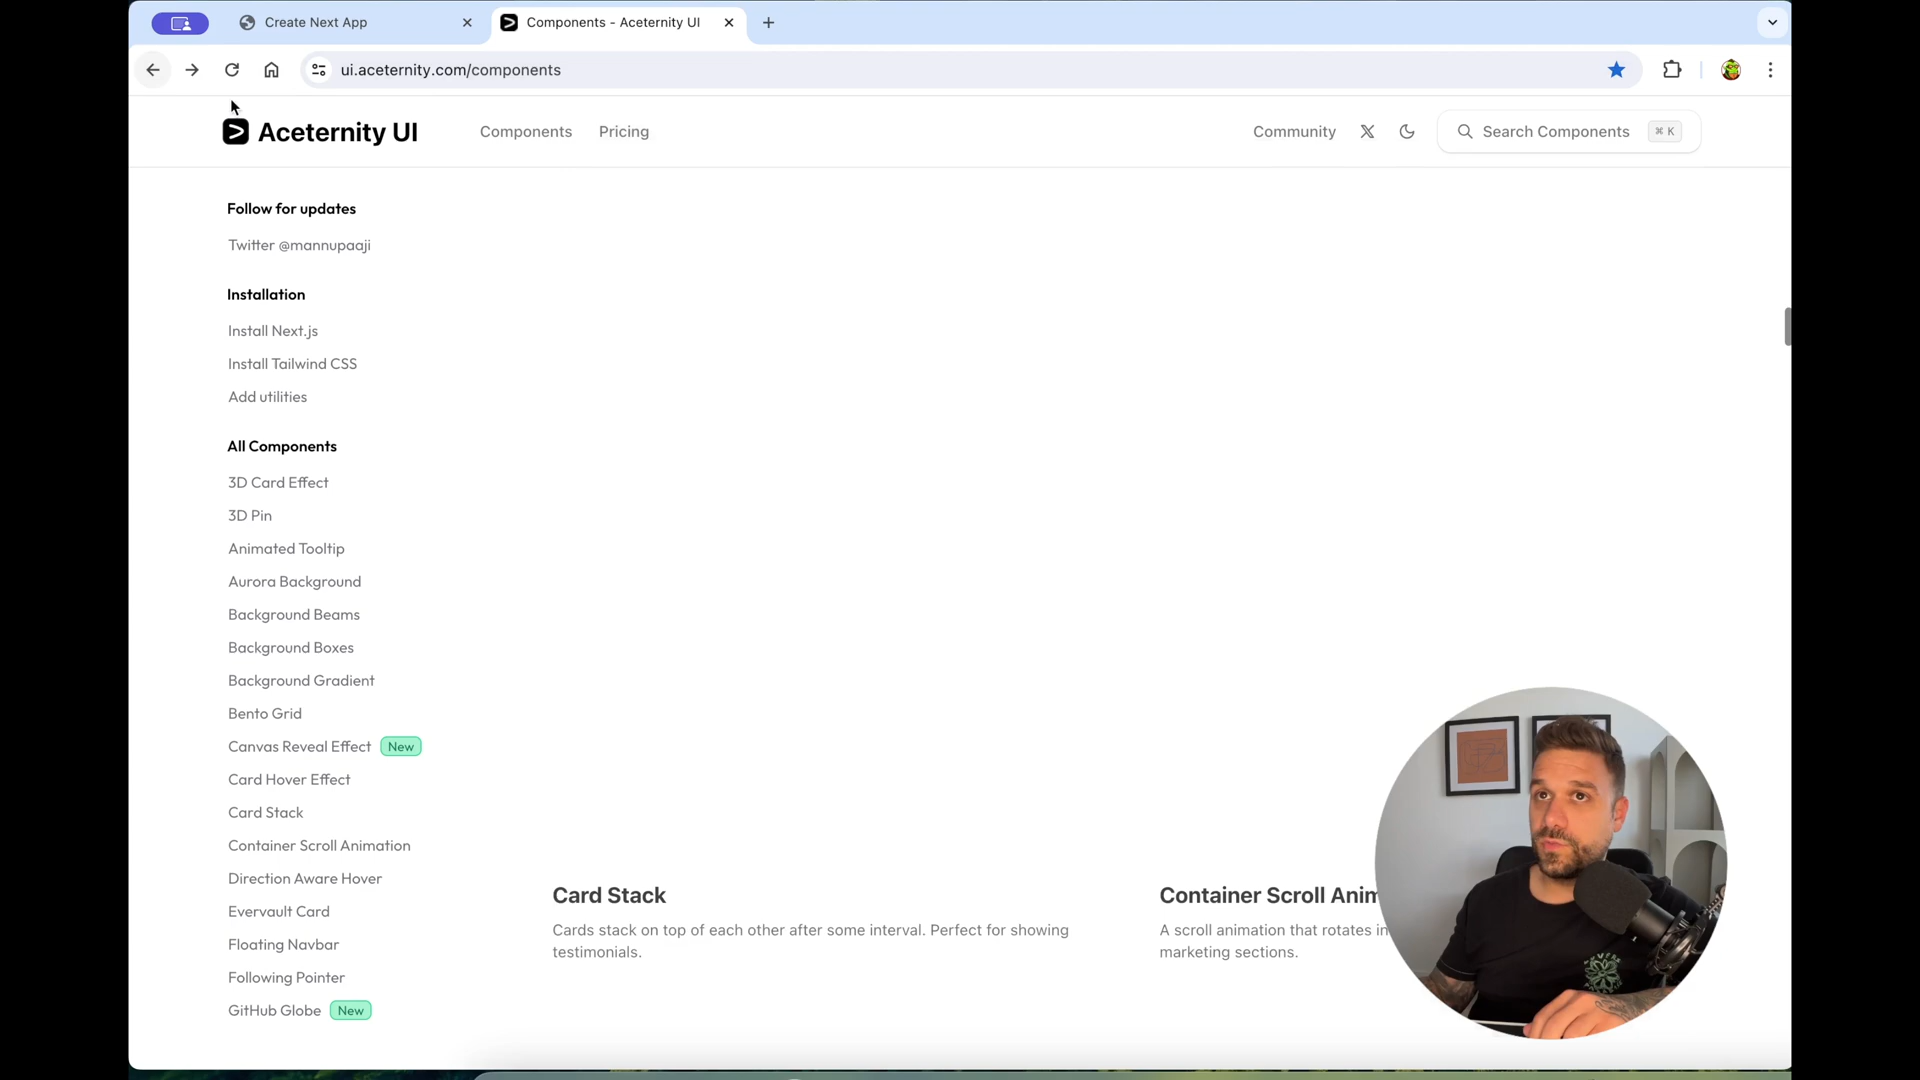 Create Next App
Components - Aceternity UI
ui.aceternity.com/components
Aceternity UI
Components
Pricing
Community
Search Components
⌘ K
Follow for updates
Twitter @mannupaaji
Installation
Install Next.js
Install Tailwind CSS
Add utilities
All Components
3D Card Effect
3D Pin
Animated Tooltip
Aurora Background
Background Beams
Background Boxes
Background Gradient
Bento Grid
Canvas Reveal Effect New
Card Hover Effect
Card Stack
Container Scroll Animation
Direction Aware Hover
Evervault Card
Floating Navbar
Following Pointer
GitHub Globe New
Card Stack
Cards stack on top of each other after some interval. Perfect for showing
testimonials.
Container Scroll Anim
A scroll animation that rotates in
marketing sections.